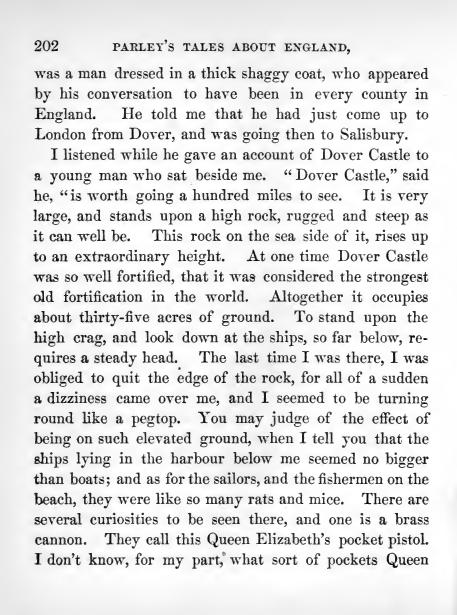 202 PARLEY'S TALES ABOUT ENGLAND,
was a man dressed in a thick shaggy coat, who appeared
by his conversation to have been in every county in
England. He told me that he had just come up to
London from Dover, and was going then to Salisbury.
I listened while he gave an account of Dover Castle to
a young man who sat beside me. "Dover Castle," said
he, "is worth going a hundred miles to see. It is very
large, and stands upon a high rock, rugged and steep as
it can well be. This rock on the sea side of it, rises up
to an extraordinary height. At one time Dover Castle
was so well fortified, that it was considered the strongest
old fortification in the world. Altogether it occupies
about thirty-five acres of ground. To stand upon the
high crag, and look down at the ships, so far below, re-
quires a steady head. The last time I was there, I was
obliged to quit the edge of the rock, for all of a sudden
a dizziness came over me, and I seemed to be turning
round like a pegtop. You may judge of the effect of
being on such elevated ground, when I tell you that the
ships lying in the harbour below me seemed no bigger
than boats; and as for the sailors, and the fishermen on the
beach, they were like so many rats and mice. There are
several curiosities to be seen there, and one is a brass
cannon. They call this Queen Elizabeth's pocket pistol.
I don't know, for my part, what sort of pockets Queen